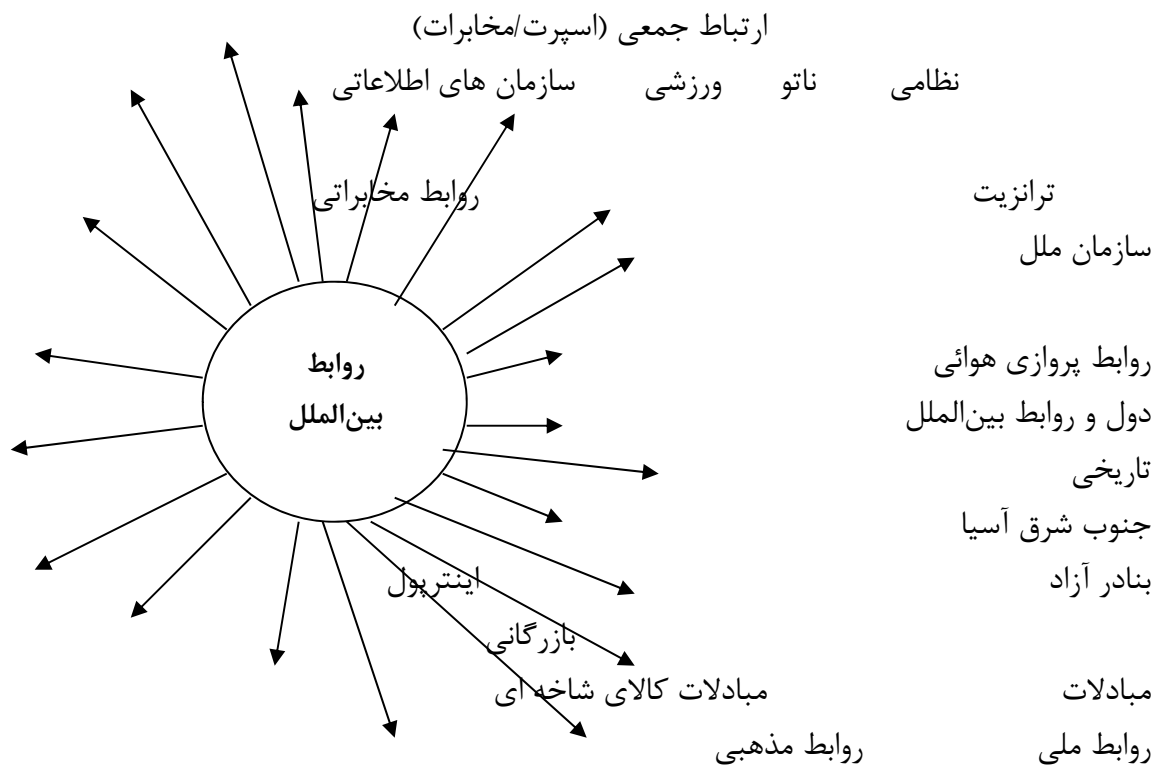 ارتباط جمعی (اسپرت/مخابرات)
نظامی ناتو ورزشی سازمان های اطلاعاتی
ترانزیت روابط مخابراتی
سازمان ملل
روابط پروازی هوائی
روابط
بین‌الملل
دول و روابط بین‌الملل
تاریخی
جنوب شرق آسیا
بنادر آزاد اینترپول
بازرگانی
مبادلات مبادلات کالای شاخه ای
روابط ملی روابط مذهبی